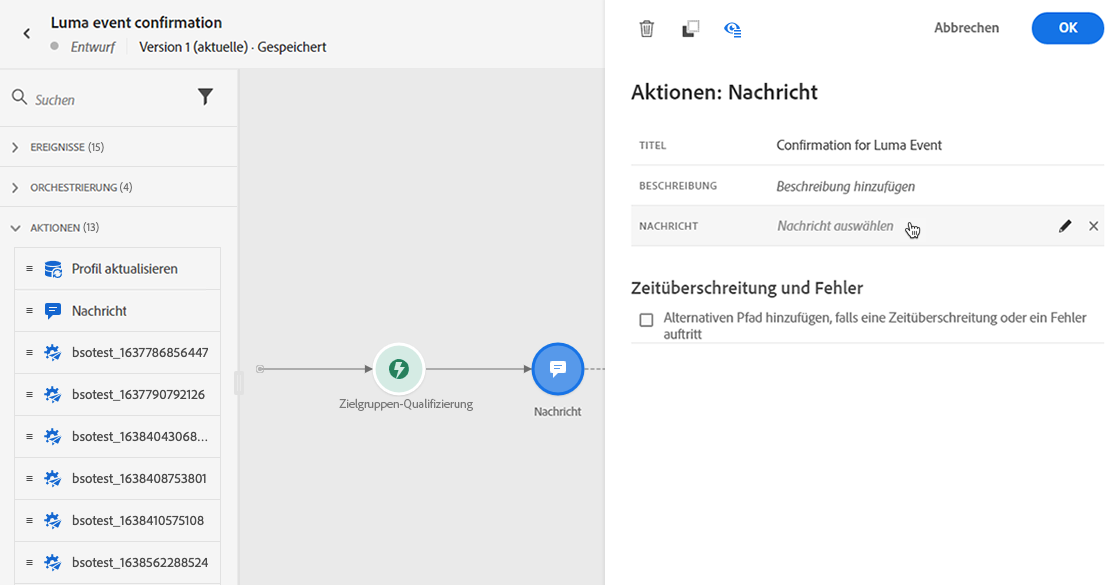 Luma event confirmation
Entwurf Version 1 (aktuelle) · Gespeichert
Suchen
EREIGNISSE (15)
ORCHESTRIERUNG (4)
AKTIONEN (13)
Profil aktualisieren
Nachricht
bsotest_1637786856447
bsotest_1637790792126
bsotest_16384043068...
bsotest_1638408753801
bsotest_1638410575108
bsotest_1638562288524
Zielgruppen-Qualifizierung
Nachricht
Abbrechen
OK
Aktionen: Nachricht
TITEL Confirmation for Luma Event
BESCHREIBUNG Beschreibung hinzufügen
NACHRICHT Nachricht auswählen
Zeitüberschreitung und Fehler
Alternativen Pfad hinzufügen, falls eine Zeitüberschreitung oder ein Fehler
auftritt